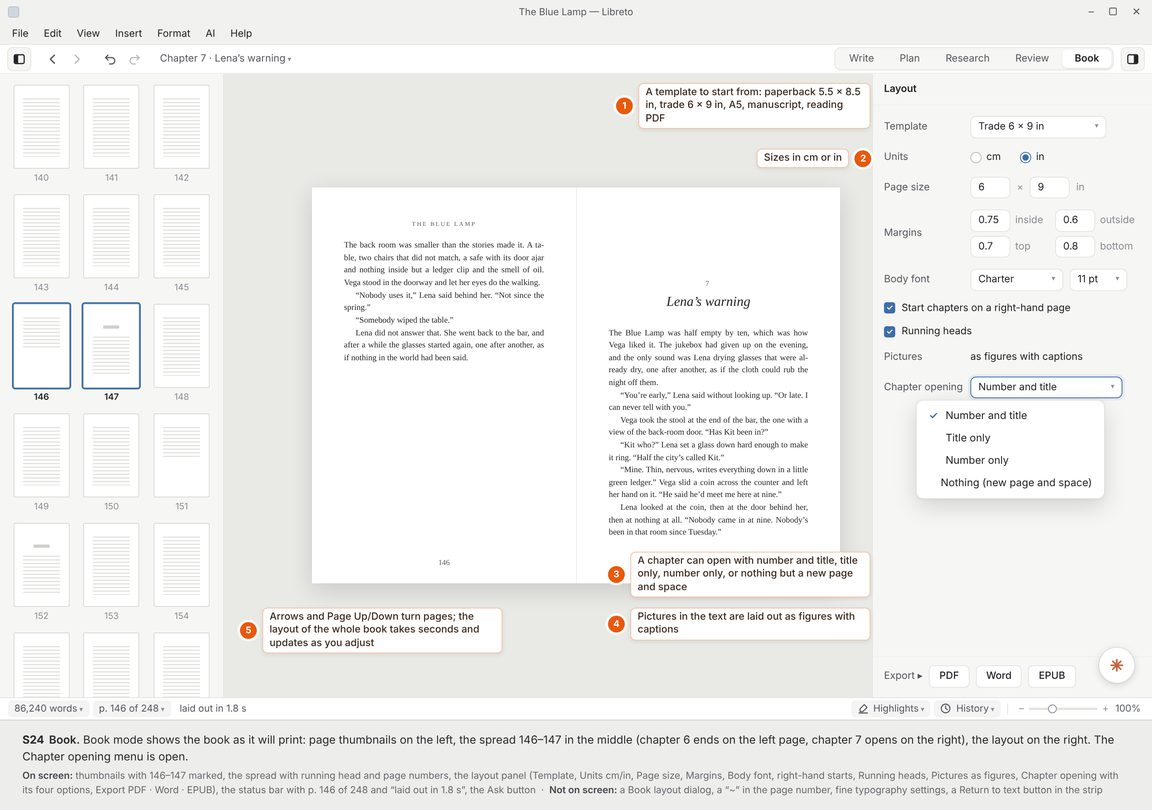 The Blue Lamp — Libreto
File Edit View Insert Format AI Help
Chapter 7 · Lena’s warning
Write Plan Research Review Book
140 141 142
143 144 145
146 147 148
149 150 151
152 153 154
THE BLUE LAMP
The back room was smaller than the stories made it. A ta-
ble, two chairs that did not match, a safe with its door ajar
and nothing inside but a ledger clip and the smell of oil.
Vega stood in the doorway and let her eyes do the walking.
“Nobody uses it,” Lena said behind her. “Not since the
spring.”
“Somebody wiped the table.”
Lena did not answer that. She went back to the bar, and
after a while the glasses started again, one after another, as
if nothing in the world had been said.
146
7
Lena’s warning
The Blue Lamp was half empty by ten, which was how
Vega liked it. The jukebox had given up on the evening,
and the only sound was Lena drying glasses that were al-
ready dry, one after another, as if the cloth could rub the
night off them.
“You’re early,” Lena said without looking up. “Or late. I
can never tell with you.”
Vega took the stool at the end of the bar, the one with a
view of the back-room door. “Has Kit been in?”
“Kit who?” Lena set a glass down hard enough to make
it ring. “Half the city’s called Kit.”
“Mine. Thin, nervous, writes everything down in a little
green ledger.” Vega slid a coin across the counter and left
her hand on it. “He said he’d meet me here at nine.”
Lena looked at the coin, then at the door behind her,
then at nothing at all. “Nobody came in at nine. Nobody’s
been in that room since Tuesday.”
1
A template to start from: paperback 5.5 × 8.5
in, trade 6 × 9 in, A5, manuscript, reading
PDF
Sizes in cm or in
2
3
A chapter can open with number and title, title
only, number only, or nothing but a new page
and space
4
Pictures in the text are laid out as figures with
captions
5
Arrows and Page Up/Down turn pages; the
layout of the whole book takes seconds and
updates as you adjust
Layout
Template Trade 6 × 9 in
Units cm in
Page size 6 × 9 in
Margins
0.75 inside 0.6 outside
0.7 top 0.8 bottom
Body font Charter 11 pt
Start chapters on a right-hand page
Running heads
Pictures as figures with captions
Chapter opening Number and title
Number and title
Title only
Number only
Nothing (new page and space)
Export ▸ PDF Word EPUB
86,240 words p. 146 of 248 laid out in 1.8 s
Highlights History − + 100%
S24 Book. Book mode shows the book as it will print: page thumbnails on the left, the spread 146–147 in the middle (chapter 6 ends on the left page, chapter 7 opens on the right), the layout on the right. The
Chapter opening menu is open.
On screen: thumbnails with 146–147 marked, the spread with running head and page numbers, the layout panel (Template, Units cm/in, Page size, Margins, Body font, right-hand starts, Running heads, Pictures as figures, Chapter opening with
its four options, Export PDF · Word · EPUB), the status bar with p. 146 of 248 and “laid out in 1.8 s”, the Ask button · Not on screen: a Book layout dialog, a “~” in the page number, fine typography settings, a Return to text button in the strip